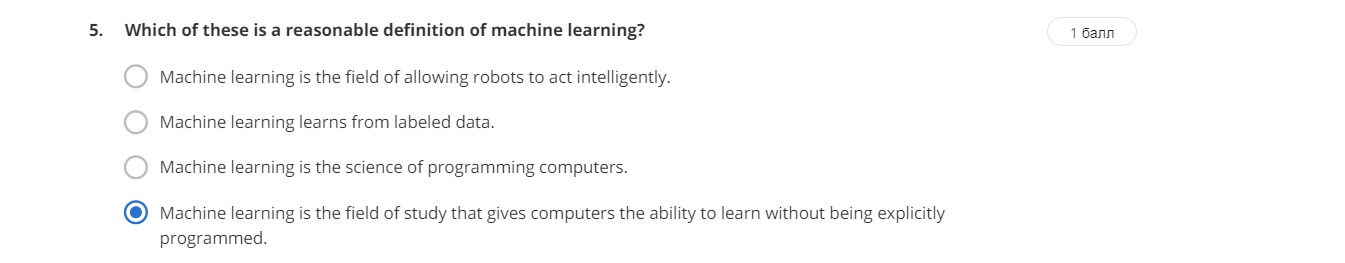 5. Which of these is a reasonable definition of machine learning?
1 балл
Machine learning is the field of allowing robots to act intelligently.
Machine learning learns from labeled data.
Machine learning is the science of programming computers.
Machine learning is the field of study that gives computers the ability to learn without being explicitly
programmed.